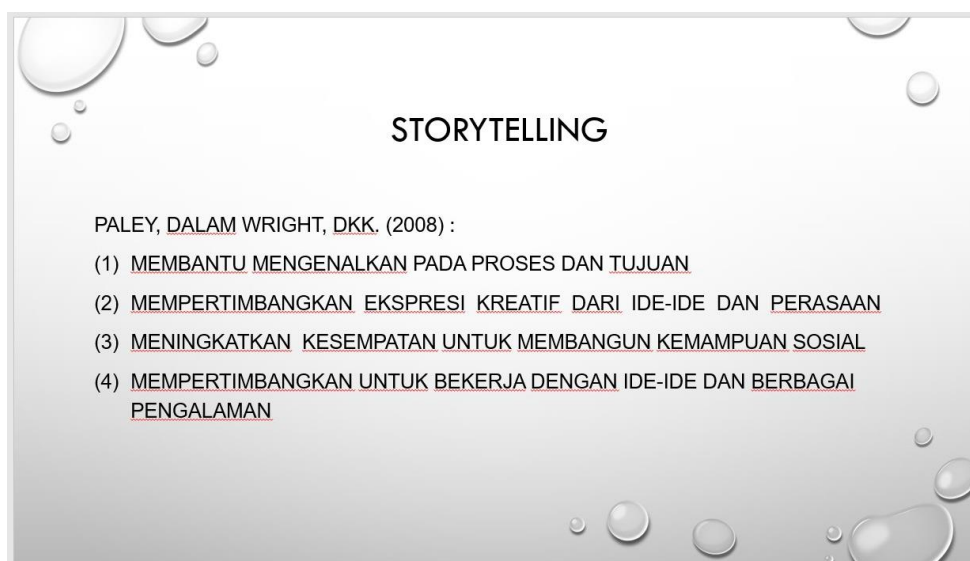 STORYTELLING
PALEY, DALAM WRIGHT, DKK. (2008) :
(1) MEMBANTU MENGENALKAN PADA PROSES DAN TUJUAN
(2) MEMPERTIMBANGKAN EKSPRESI KREATIF DARI IDE-IDE DAN PERASAAN
(3) MENINGKATKAN KESEMPATAN UNTUK MEMBANGUN KEMAMPUAN SOSIAL
(4) MEMPERTIMBANGKAN UNTUK BEKERJA DENGAN IDE-IDE DAN BERBAGAI
PENGALAMAN